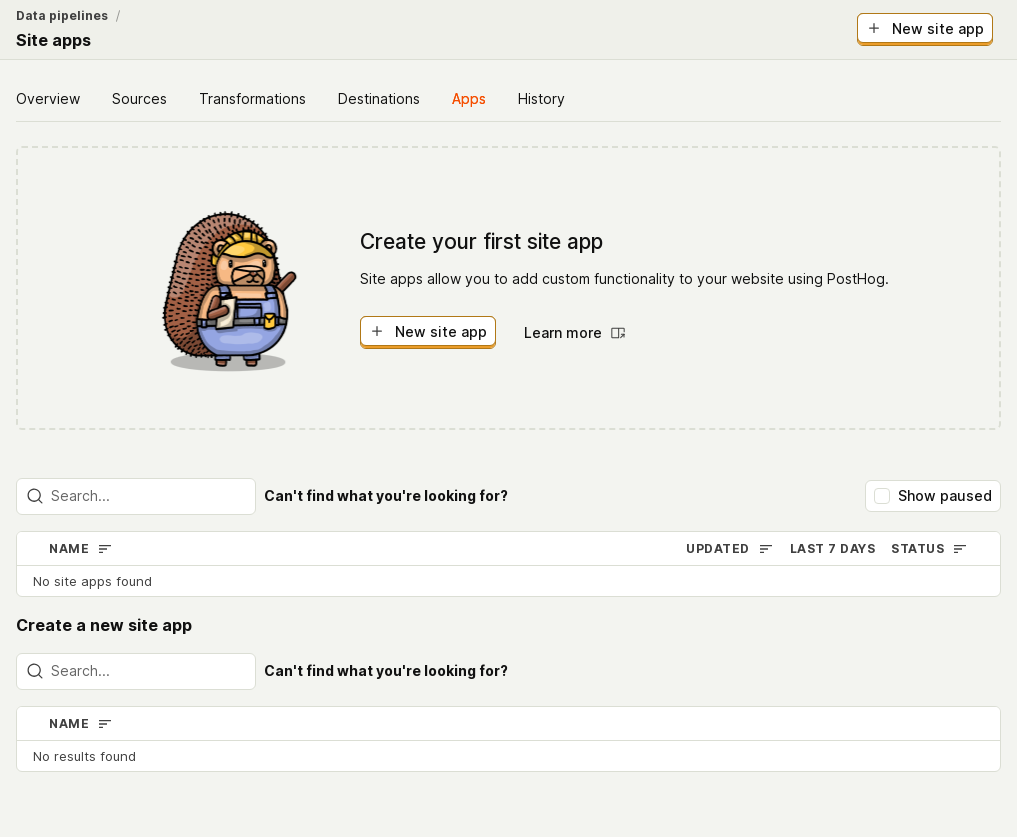 Data pipelines /
Site apps
New site app
Overview Sources Transformations Destinations Apps History
Create your first site app
Site apps allow you to add custom functionality to your website using PostHog.
New site app Learn more
Search... Can't find what you're looking for? Show paused
NAME UPDATED LAST 7 DAYS STATUS
No site apps found
Create a new site app
Search... Can't find what you're looking for?
NAME
No results found